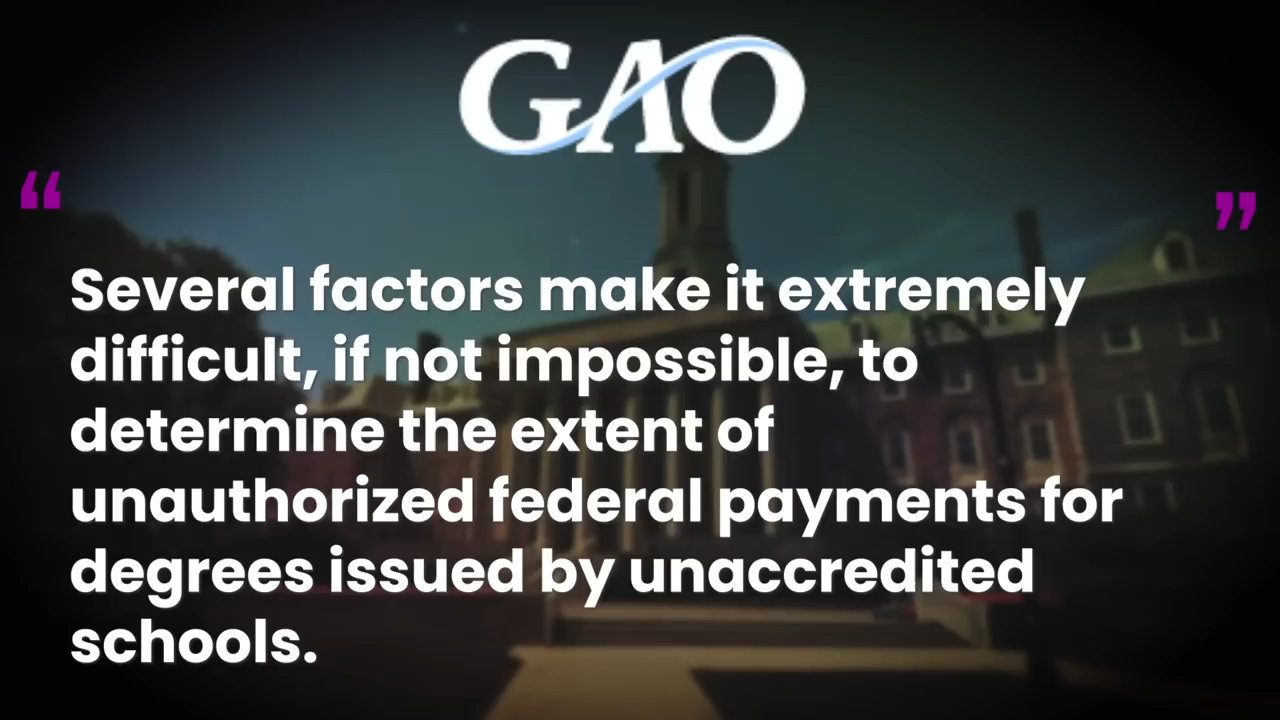 GAO
“ ”
Several factors make it extremely
difficult, if not impossible, to
determine the extent of
unauthorized federal payments for
degrees issued by unaccredited
schools.